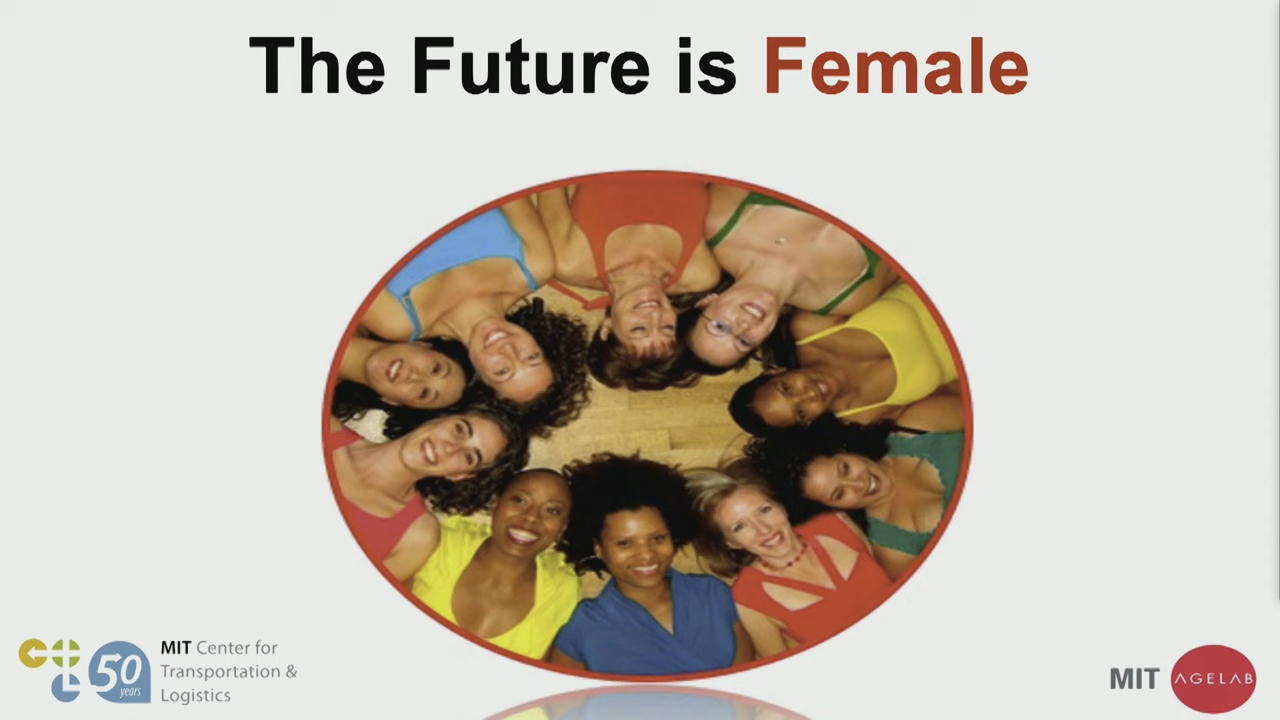 The Future is Female
50
years
MIT Center for
Transportation &
Logistics
MIT AGELAB